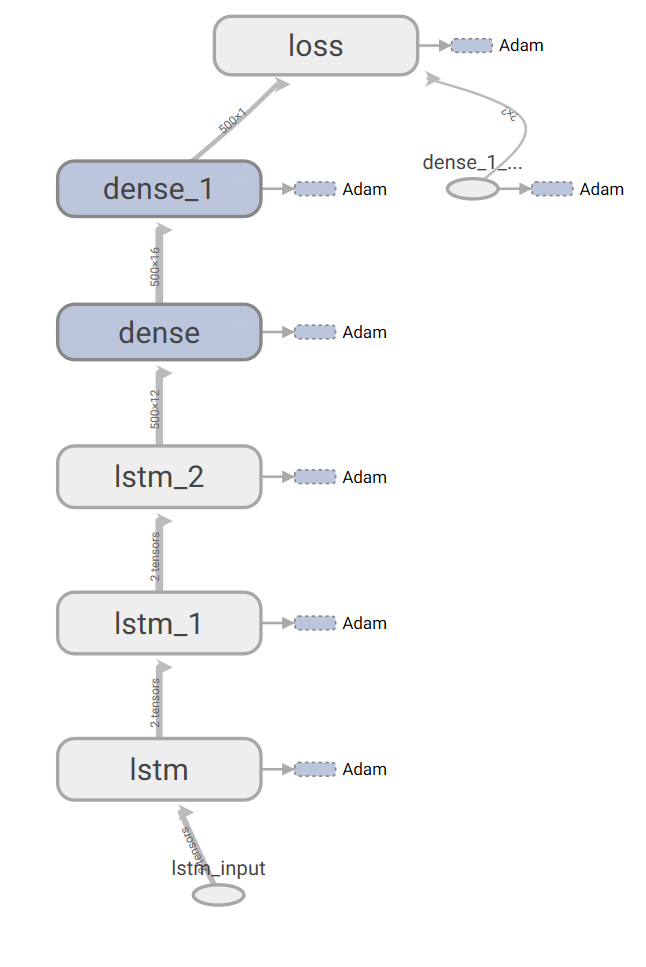 loss
Adam
500×1
?×?
dense_1_...
dense_1
Adam
Adam
500×16
dense
Adam
500×12
lstm_2
Adam
2 tensors
lstm_1
Adam
2 tensors
lstm
Adam
2 tensors
lstm_input